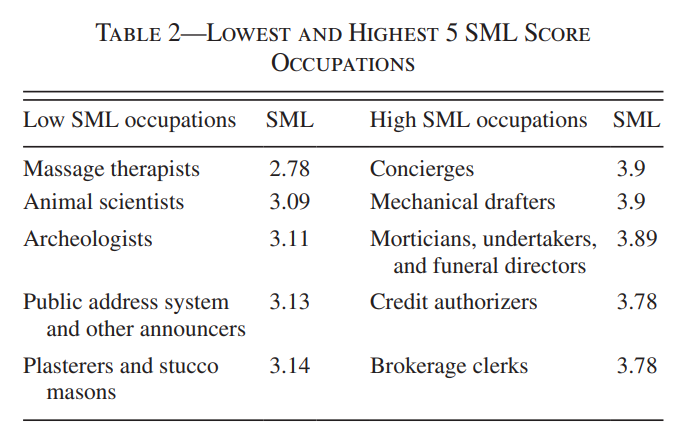 TABLE 2—LOWEST AND HIGHEST 5 SML SCORE
OCCUPATIONS
Low SML occupations SML High SML occupations SML
Massage therapists 2.78 Concierges 3.9
Animal scientists 3.09 Mechanical drafters 3.9
Archeologists 3.11 Morticians, undertakers, 3.89
and funeral directors
Public address system 3.13 Credit authorizers 3.78
and other announcers
Plasterers and stucco 3.14 Brokerage clerks 3.78
masons